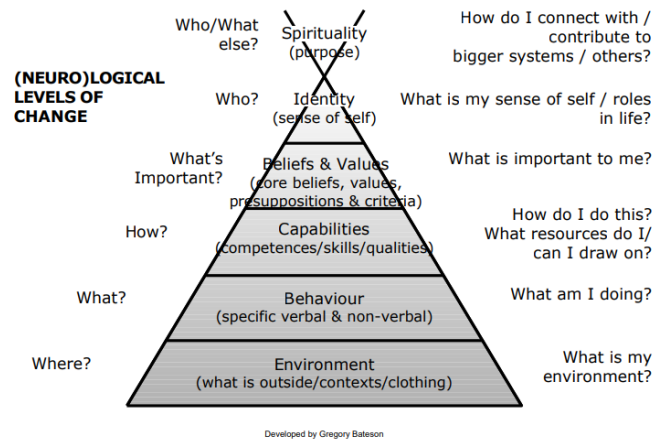 Who/What
else?
Spirituality
(purpose)
How do I connect with /
contribute to
bigger systems / others?
(NEURO)LOGICAL
LEVELS OF
CHANGE
Who?
Identity
(sense of self)
What is my sense of self / roles
in life?
What's
Important?
Beliefs & Values
(core beliefs, values,
presuppositions & criteria)
What is important to me?
How?
Capabilities
(competences/skills/qualities)
How do I do this?
What resources do I/
can I draw on?
What?
Behaviour
(specific verbal & non-verbal)
What am I doing?
Where?
Environment
(what is outside/contexts/clothing)
What is my
environment?
Developed by Gregory Bateson